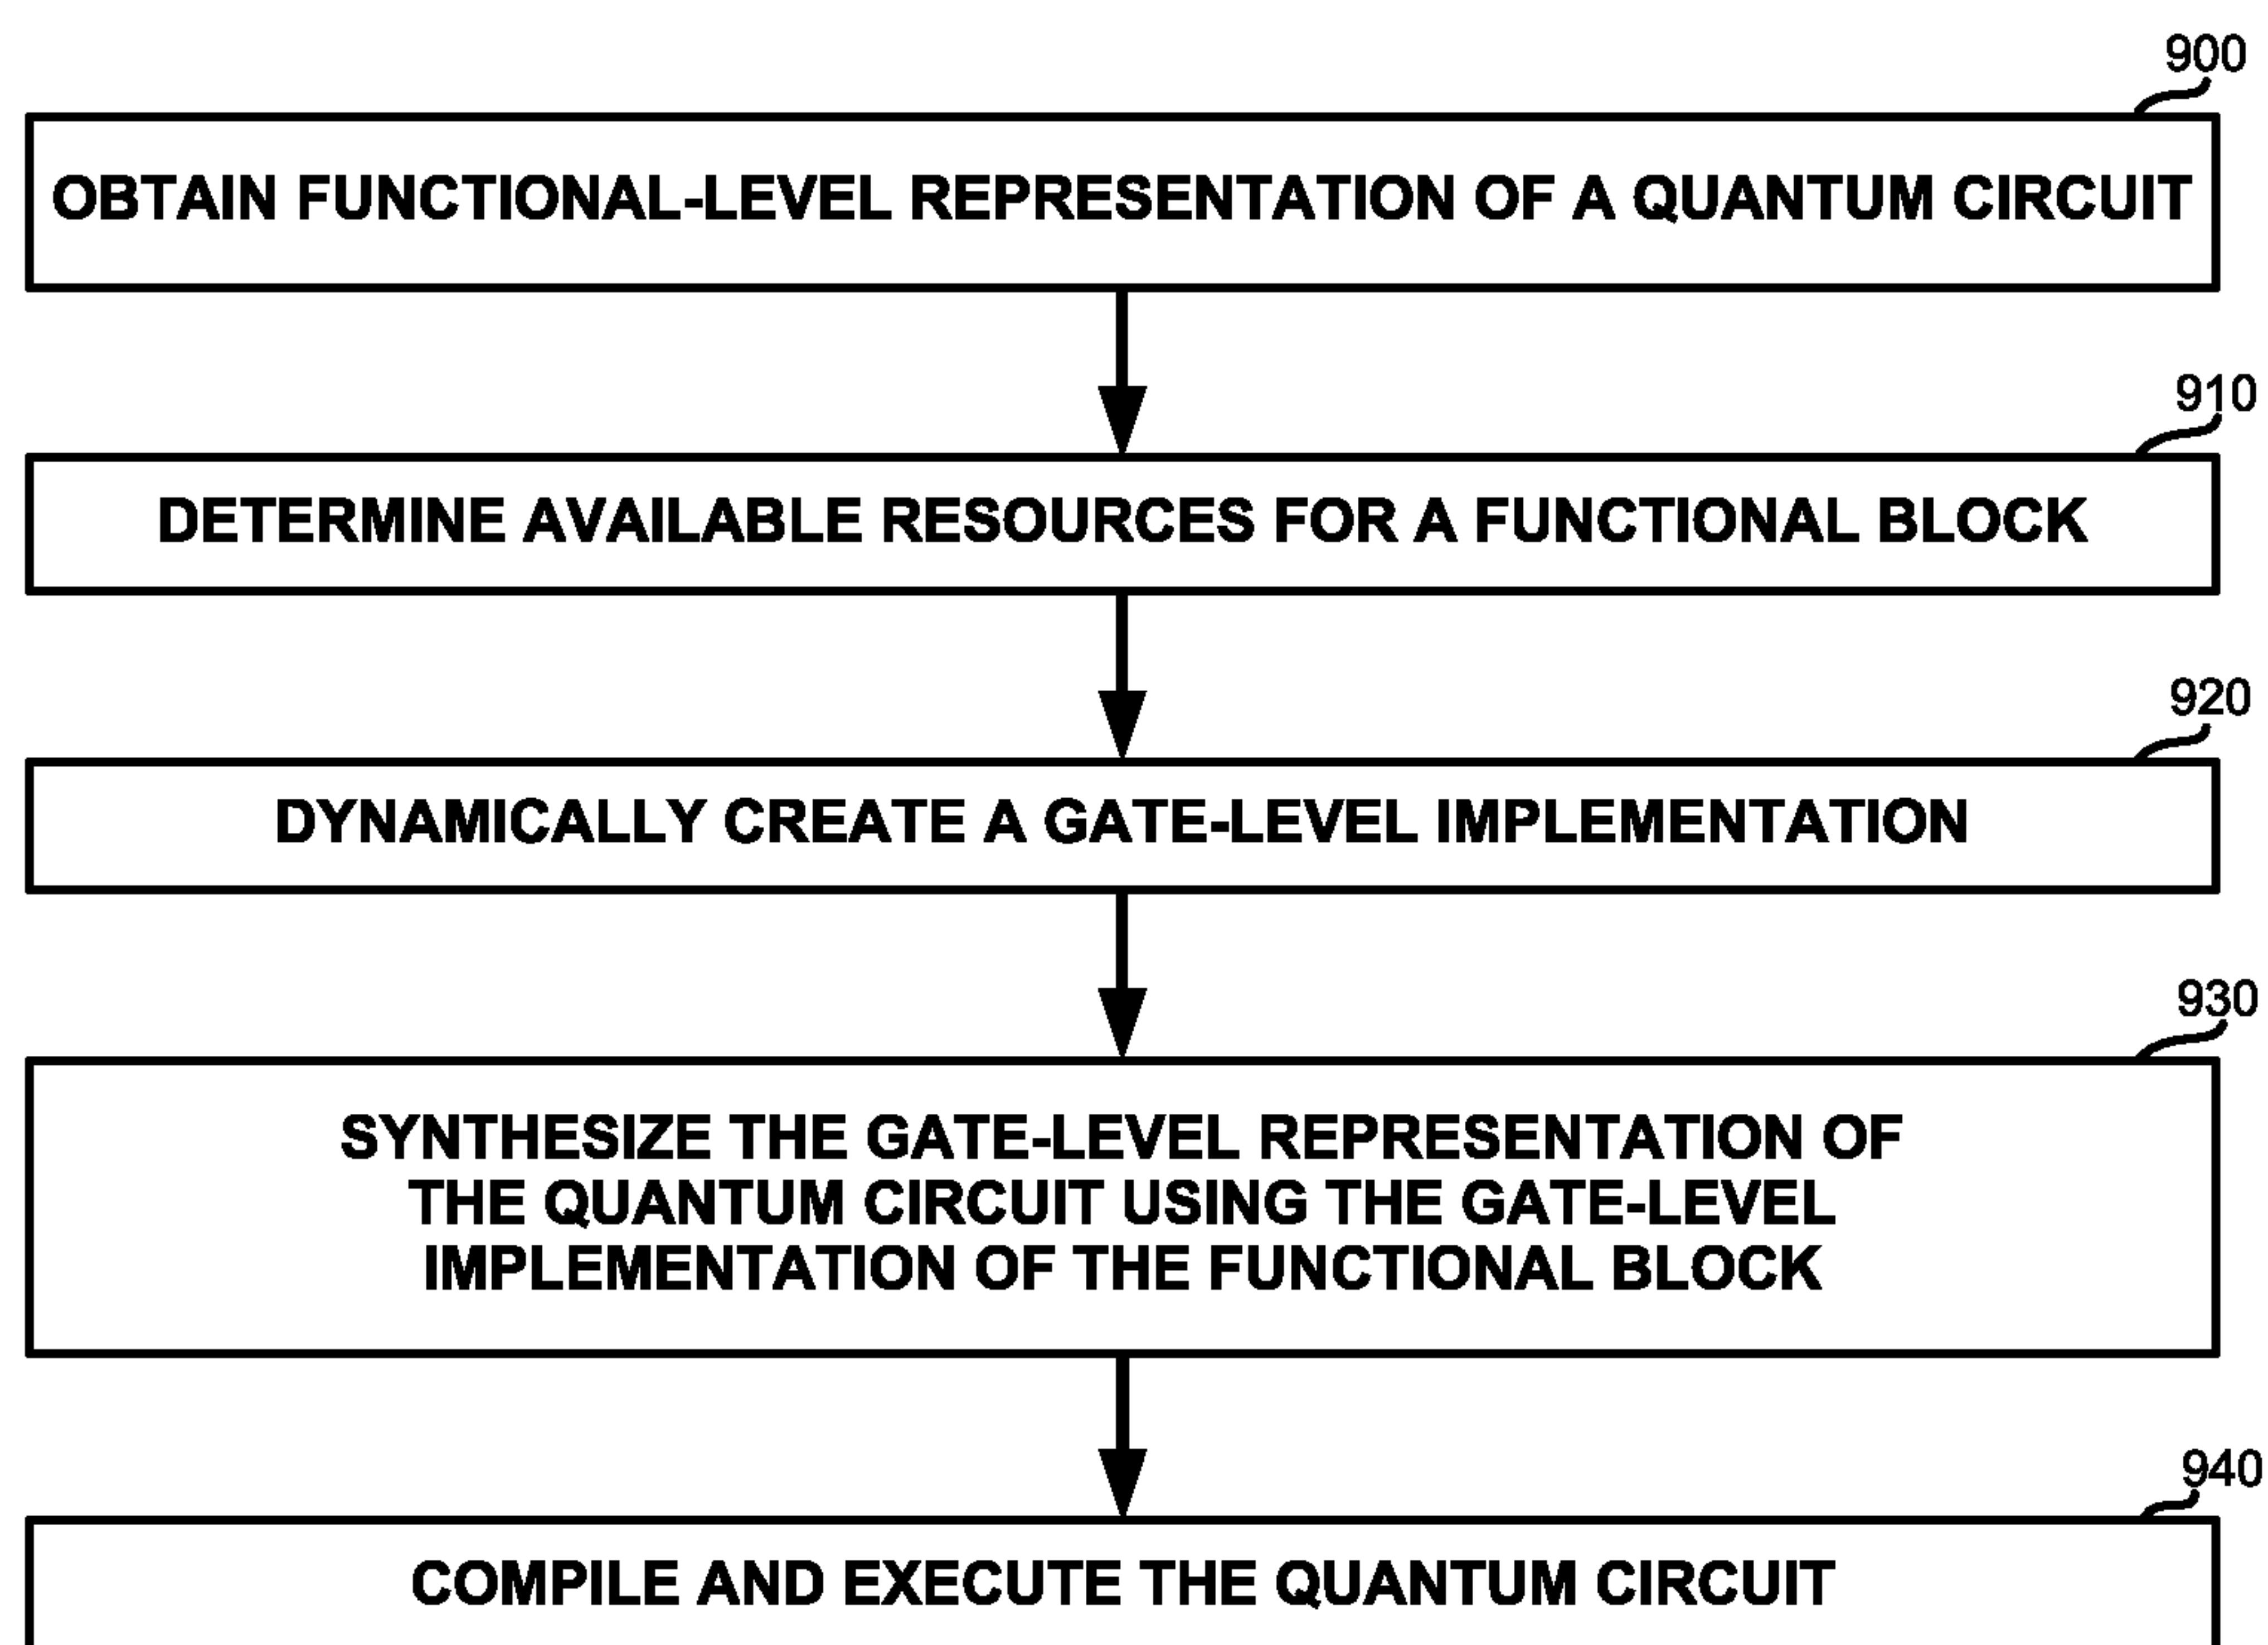 900
OBTAIN FUNCTIONAL-LEVEL REPRESENTATION OF A QUANTUM CIRCUIT
910
DETERMINE AVAILABLE RESOURCES FOR A FUNCTIONAL BLOCK
920
DYNAMICALLY CREATE A GATE-LEVEL IMPLEMENTATION
930
SYNTHESIZE THE GATE-LEVEL REPRESENTATION OF
THE QUANTUM CIRCUIT USING THE GATE-LEVEL
IMPLEMENTATION OF THE FUNCTIONAL BLOCK
940
COMPILE AND EXECUTE THE QUANTUM CIRCUIT